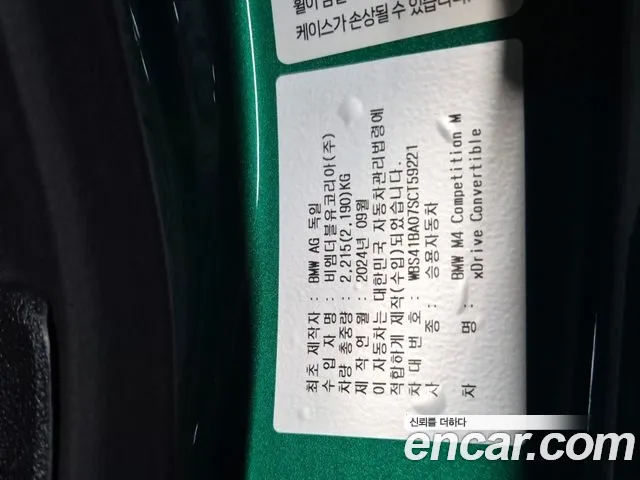 휠이
케이스가 손상될 수 있습니다.
최초 제작자 : BMW AG 독일
수 입 자 명 : 비엠더블유코리아(주)
차량 총중량 : 2,215(2,190)KG
제 작 연 월 : 2024년 09월
이 자동차는 대한민국 자동차관리법령에
적합하게 제작(수입)되었습니다.
차 대 번 호 : WBS41BA07SCT59221
사 종 : 승용자동차
차 명 : BMW M4 Competition M
xDrive Convertible
신뢰를 더하다
encar.com